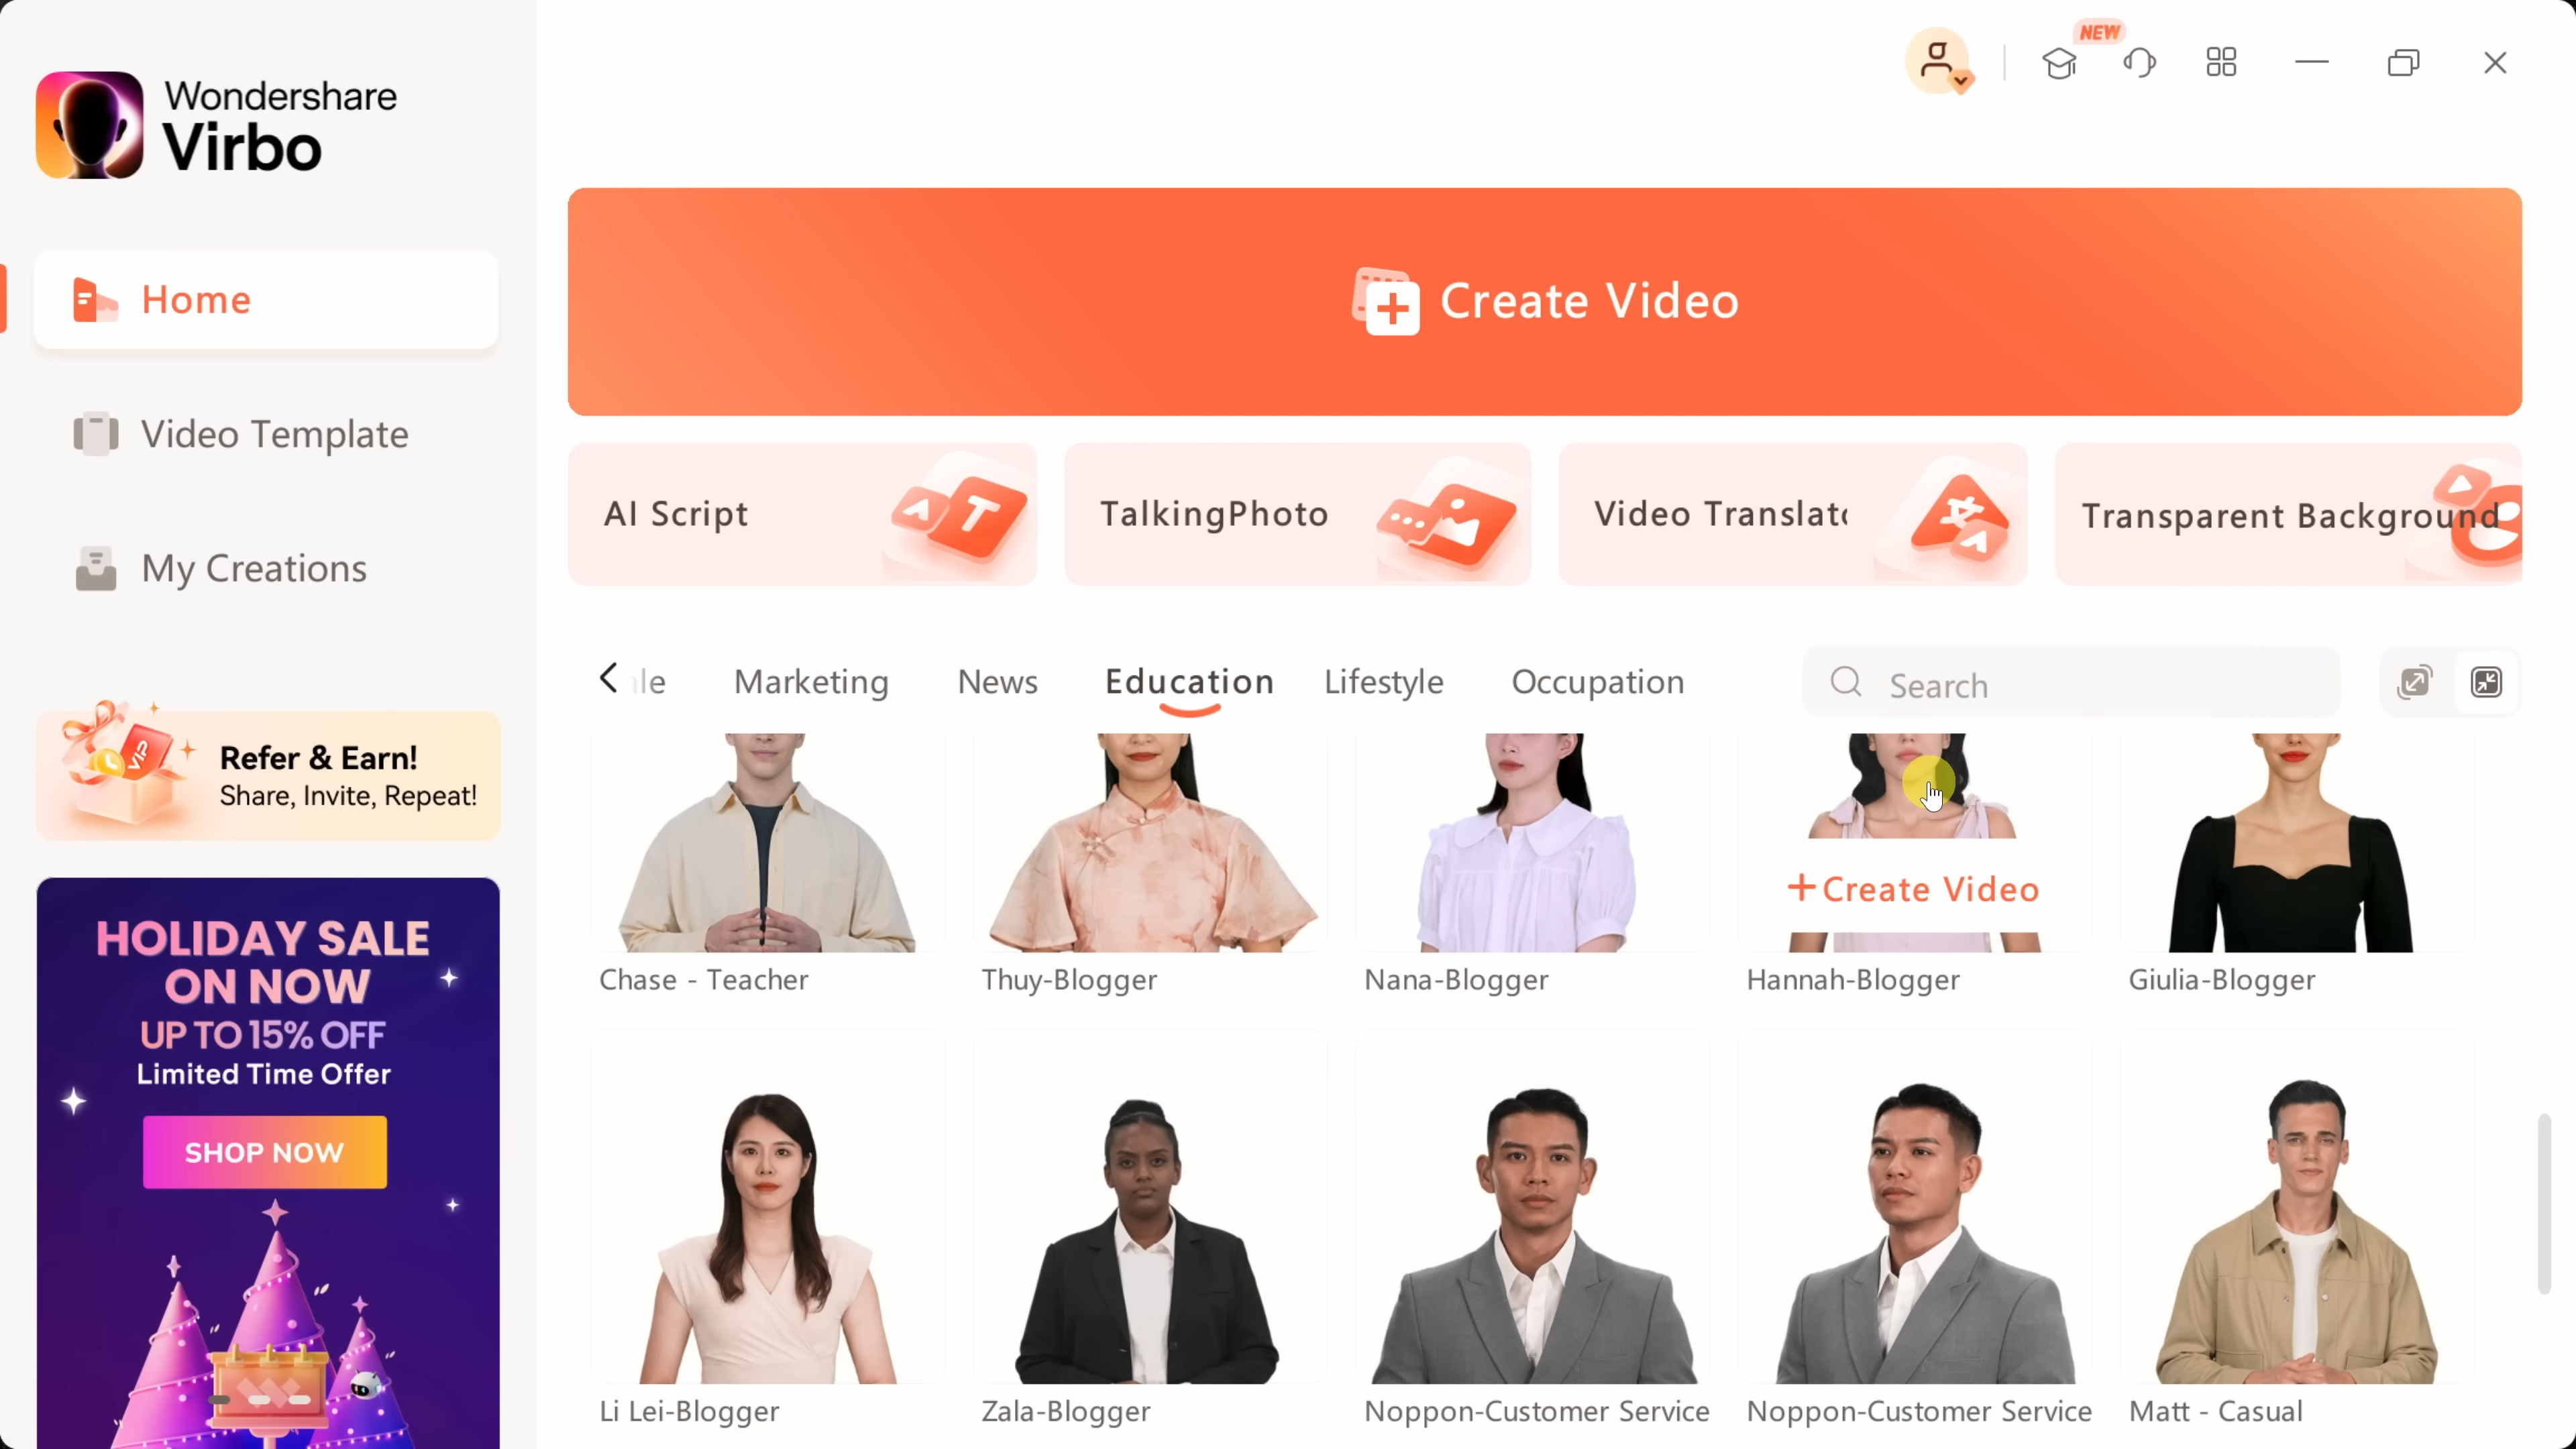 Wondershare
Virbo
NEW
Home
Video Template
My Creations
Refer & Earn!
Share, Invite, Repeat!
VIP
HOLIDAY SALE
ON NOW
UP TO 15% OFF
Limited Time Offer
SHOP NOW
Create Video
AI Script
TalkingPhoto
Video Translat
Transparent Background
le
Marketing
News
Education
Lifestyle
Occupation
Search
+Create Video
Chase - Teacher
Thuy-Blogger
Nana-Blogger
Hannah-Blogger
Giulia-Blogger
Li Lei-Blogger
Zala-Blogger
Noppon-Customer Service
Noppon-Customer Service
Matt - Casual